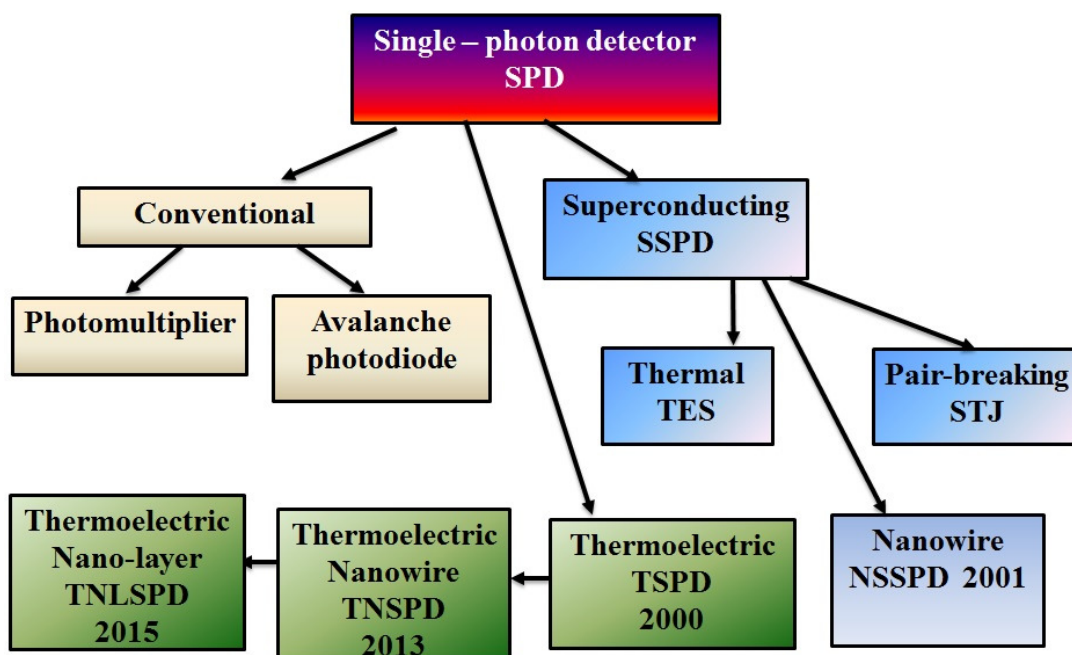 Single – photon detector
SPD
Conventional
Superconducting
SSPD
Photomultiplier
Avalanche
photodiode
Thermal
TES
Pair-breaking
STJ
Thermoelectric
Nano-layer
TNLSPD
2015
Thermoelectric
Nanowire
TNSPD
2013
Thermoelectric
TSPD
2000
Nanowire
NSSPD 2001